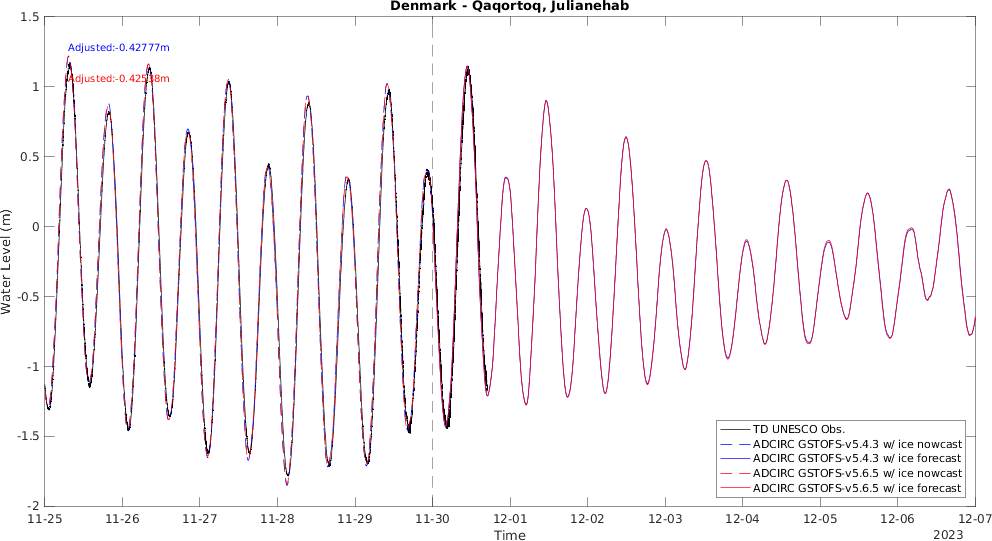 Denmark - Qaqortoq, Julianehab
Adjusted:-0.42777m
Adjusted:-0.42538m
1.5
1
0.5
0
-0.5
-1
-1.5
-2
Water Level (m)
TD UNESCO Obs.
ADCIRC GSTOFS-v5.4.3 w/ ice nowcast
ADCIRC GSTOFS-v5.4.3 w/ ice forecast
ADCIRC GSTOFS-v5.6.5 w/ ice nowcast
ADCIRC GSTOFS-v5.6.5 w/ ice forecast
11-25 11-26 11-27 11-28 11-29 11-30 12-01 12-02 12-03 12-04 12-05 12-06 12-07
Time
2023